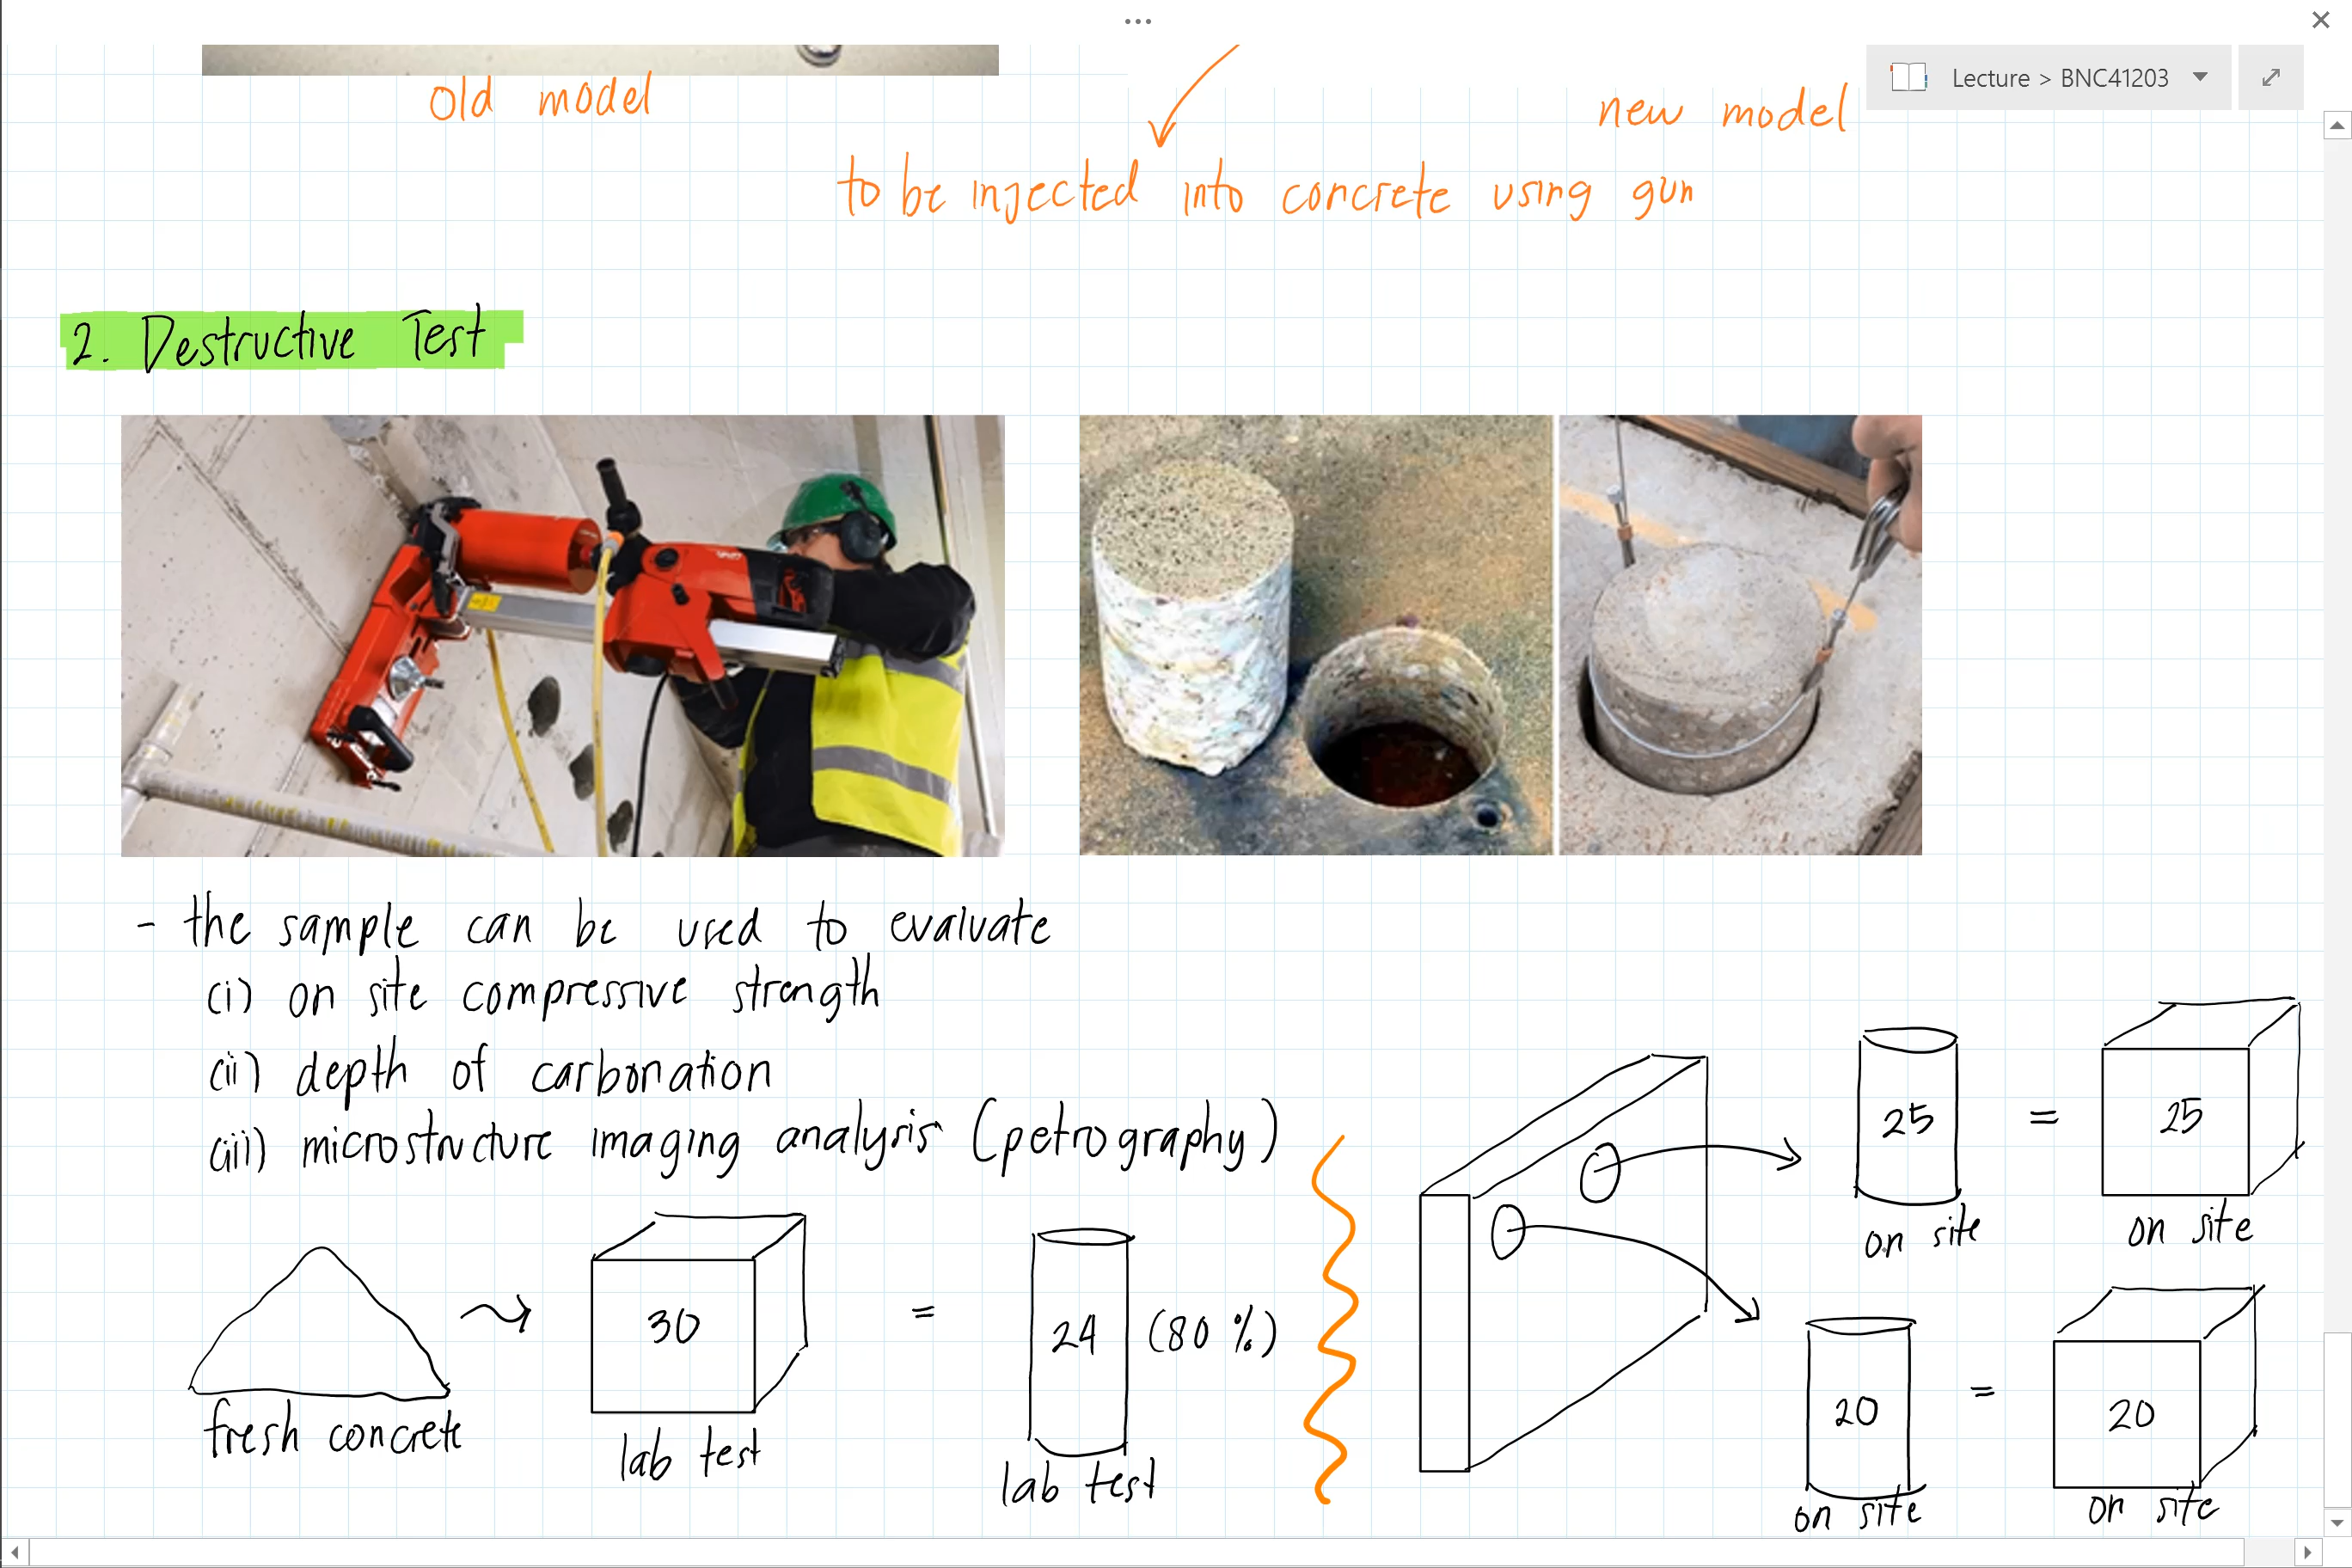 Lecture > BNC41203
old model
new model
to be injected into concrete using gun
2. Destructive Test
- the sample can be used to evaluate
(i) on site compressive strength
(ii) depth of carbonation
(iii) microstructure imaging analysis (petrography)
25 = 25
on site
on site
30 = 24 (80%)
fresh concrete
lab test
lab test
20 = 20
on site
on site